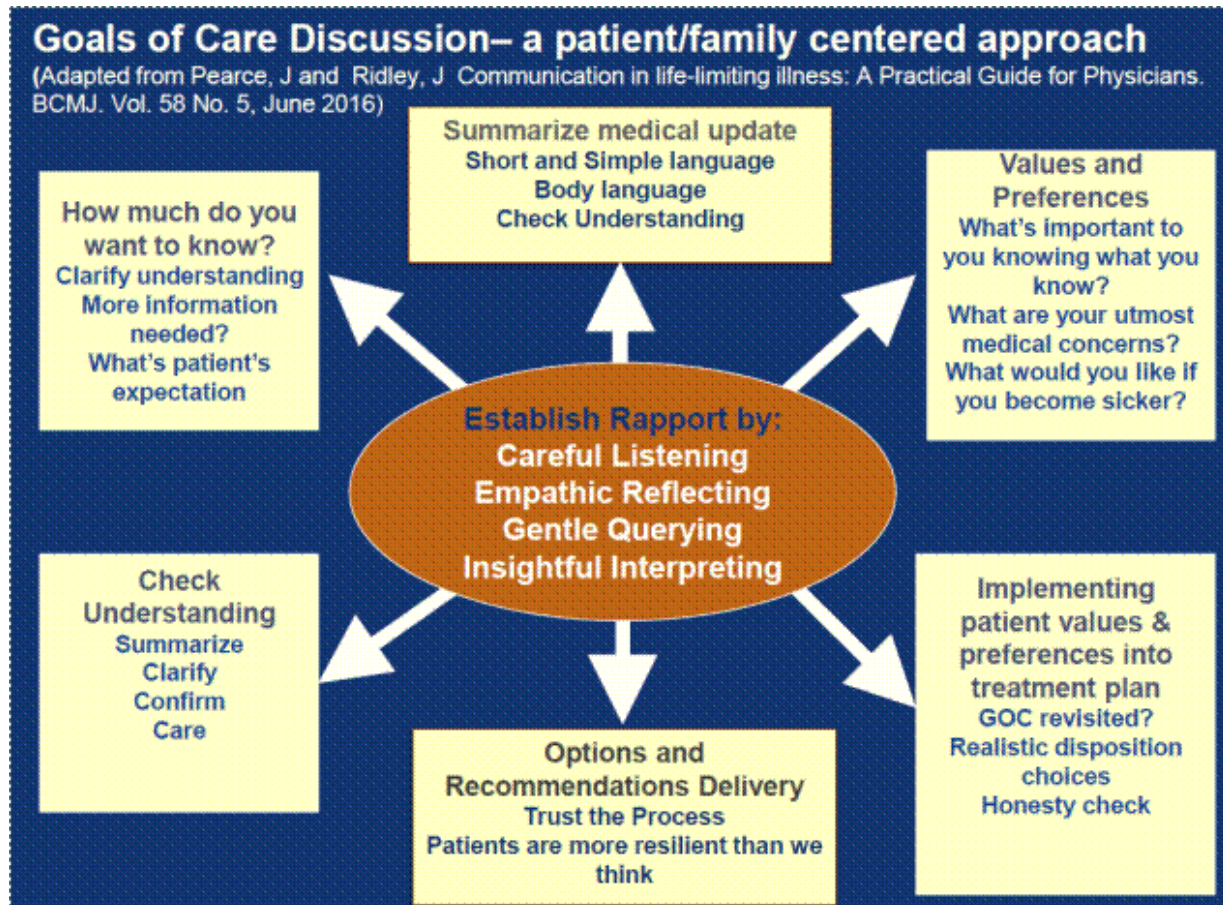 Goals of Care Discussion– a patient/family centered approach
(Adapted from Pearce, J and Ridley, J Communication in life-limiting illness: A Practical Guide for Physicians.
BCMJ. Vol. 58 No. 5, June 2016)
How much do you
want to know?
Clarify understanding
More information
needed?
What's patient's
expectation
Summarize medical update
Short and Simple language
Body language
Check Understanding
Values and
Preferences
What's important to
you knowing what you
know?
What are your utmost
medical concerns?
What would you like if
you become sicker?
Establish Rapport by:
Careful Listening
Empathic Reflecting
Gentle Querying
Insightful Interpreting
Check
Understanding
Summarize
Clarify
Confirm
Care
Options and
Recommendations Delivery
Trust the Process
Patients are more resilient than we
think
Implementing
patient values &
preferences into
treatment plan
GOC revisited?
Realistic disposition
choices
Honesty check